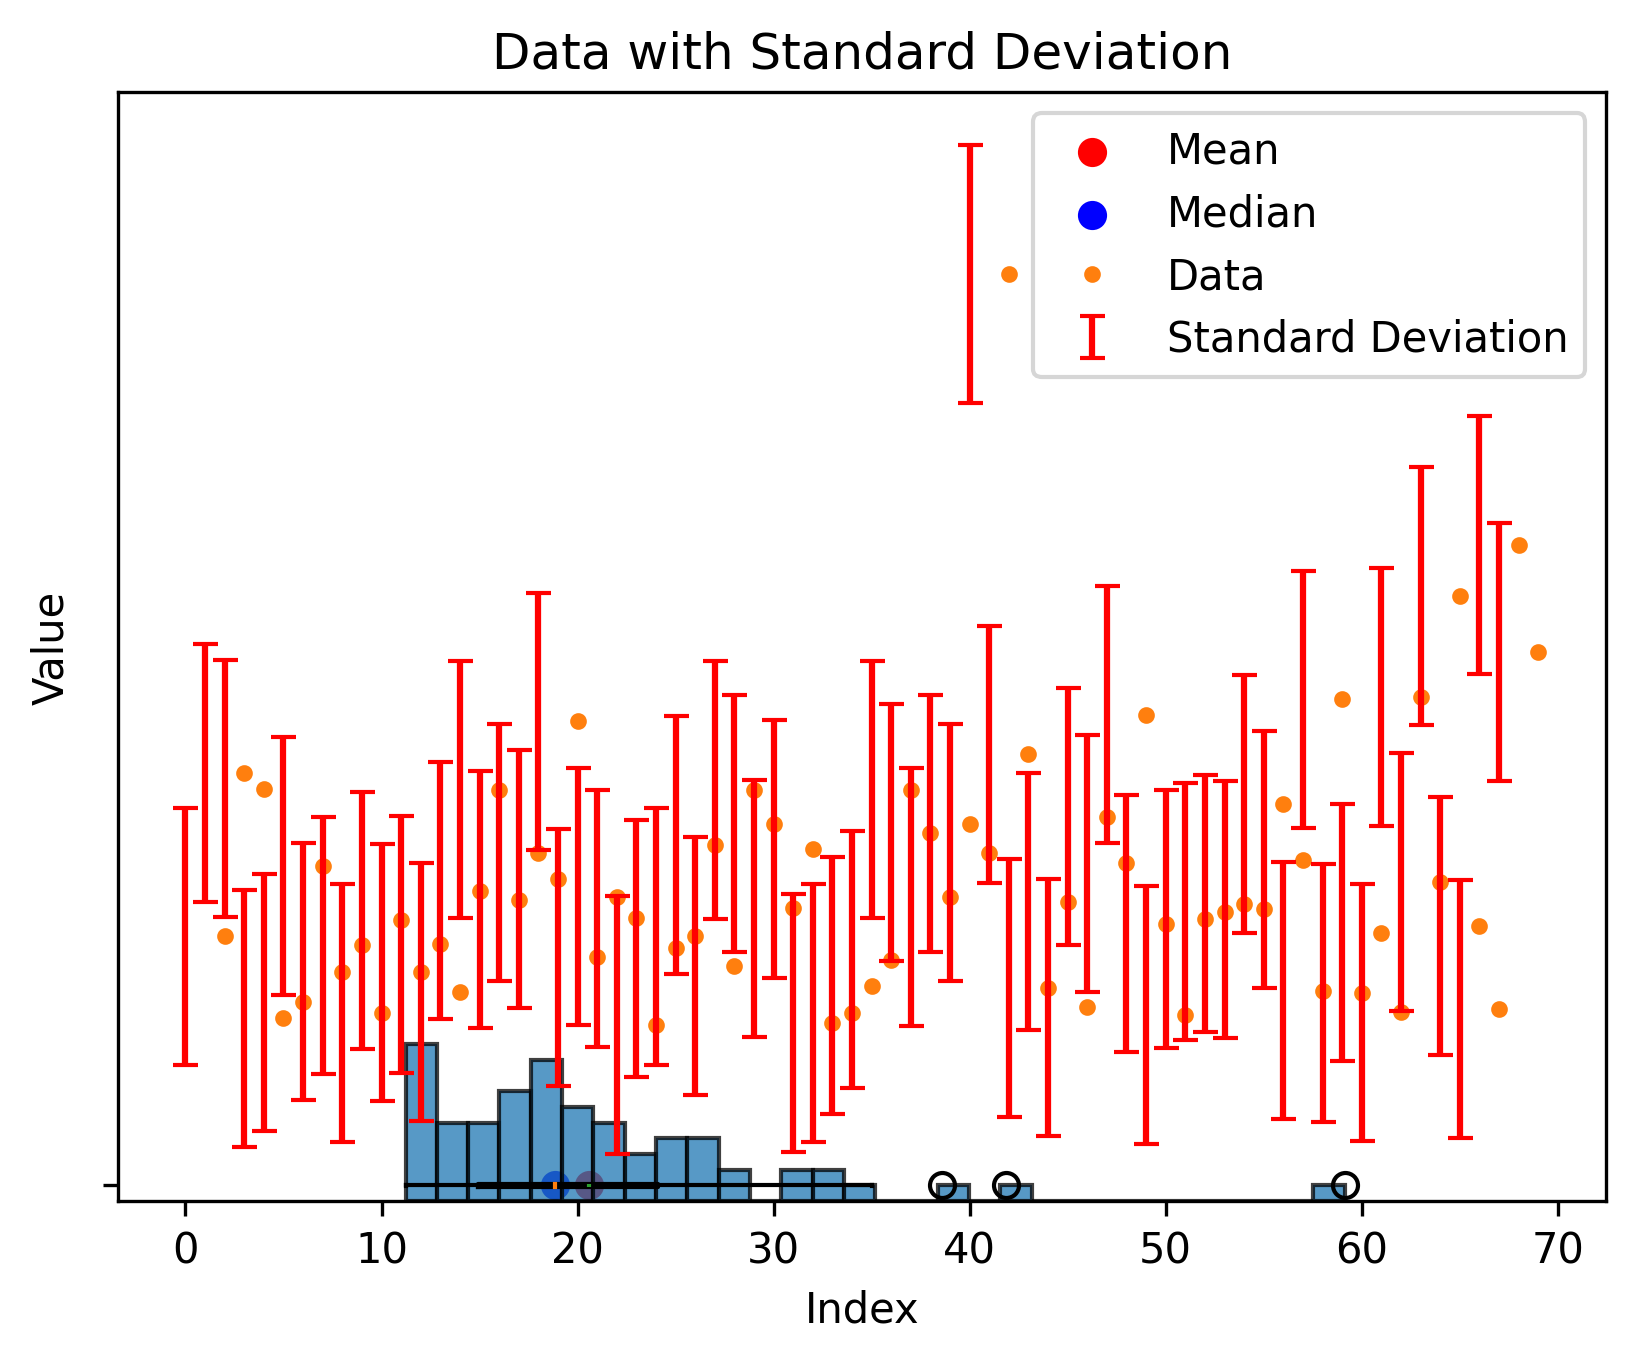 Data with Standard Deviation
Mean
Median
Data
Standard Deviation
Value
0 10 20 30 40 50 60 70
Index